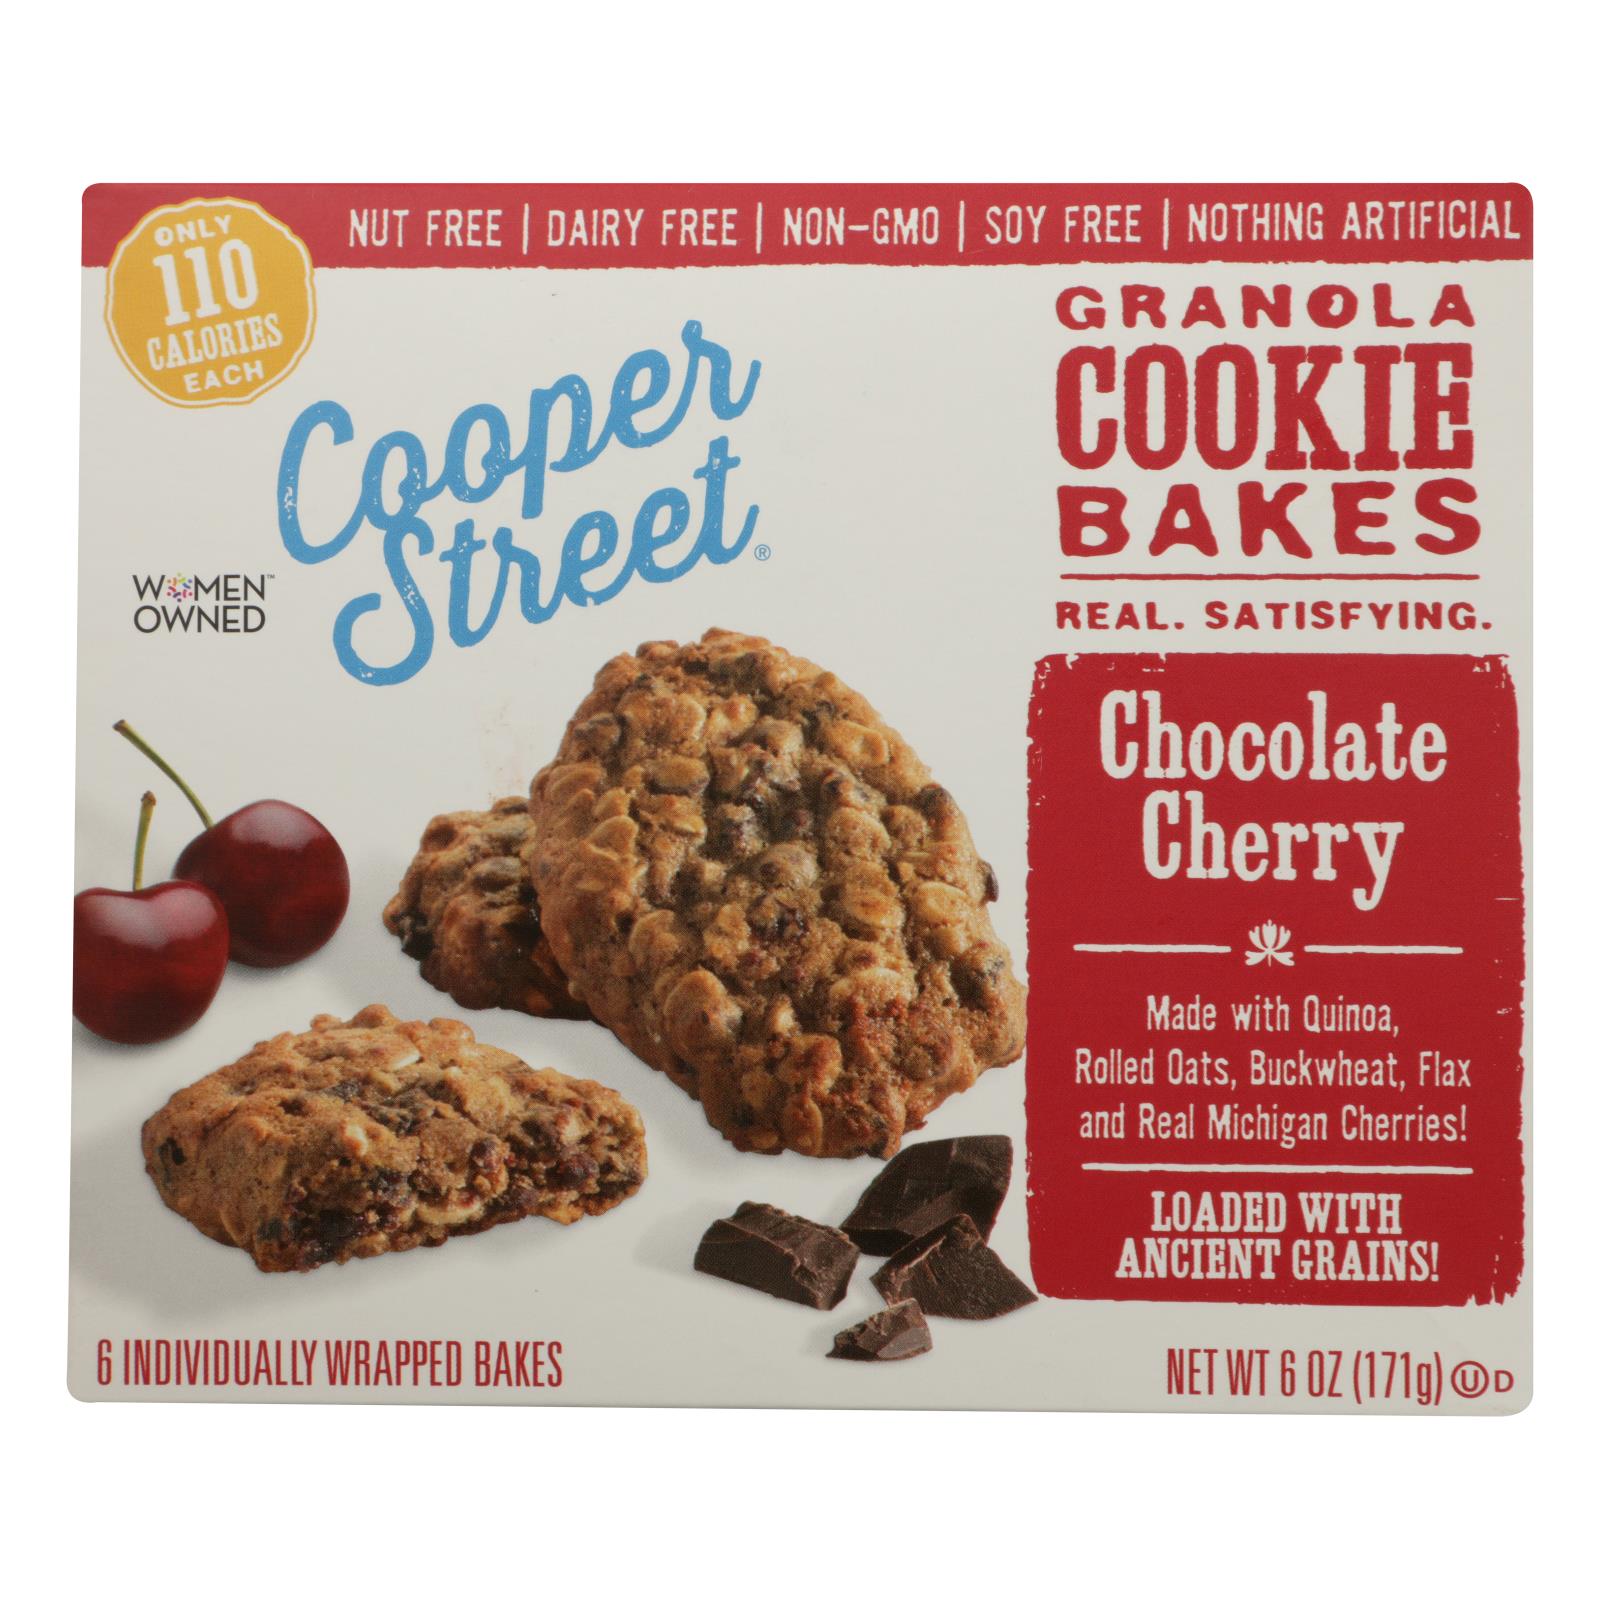 NUT FREE | DAIRY FREE | NON-GMO | SOY FREE | NOTHING ARTIFICIAL
ONLY
110
CALORIES
EACH
Cooper
Street®
WOMEN™
OWNED
GRANOLA
COOKIE
BAKES
REAL. SATISFYING.
Chocolate
Cherry
Made with Quinoa,
Rolled Oats, Buckwheat, Flax
and Real Michigan Cherries!
LOADED WITH
ANCIENT GRAINS!
6 INDIVIDUALLY WRAPPED BAKES
NET WT 6 OZ (171g) Ⓤ D